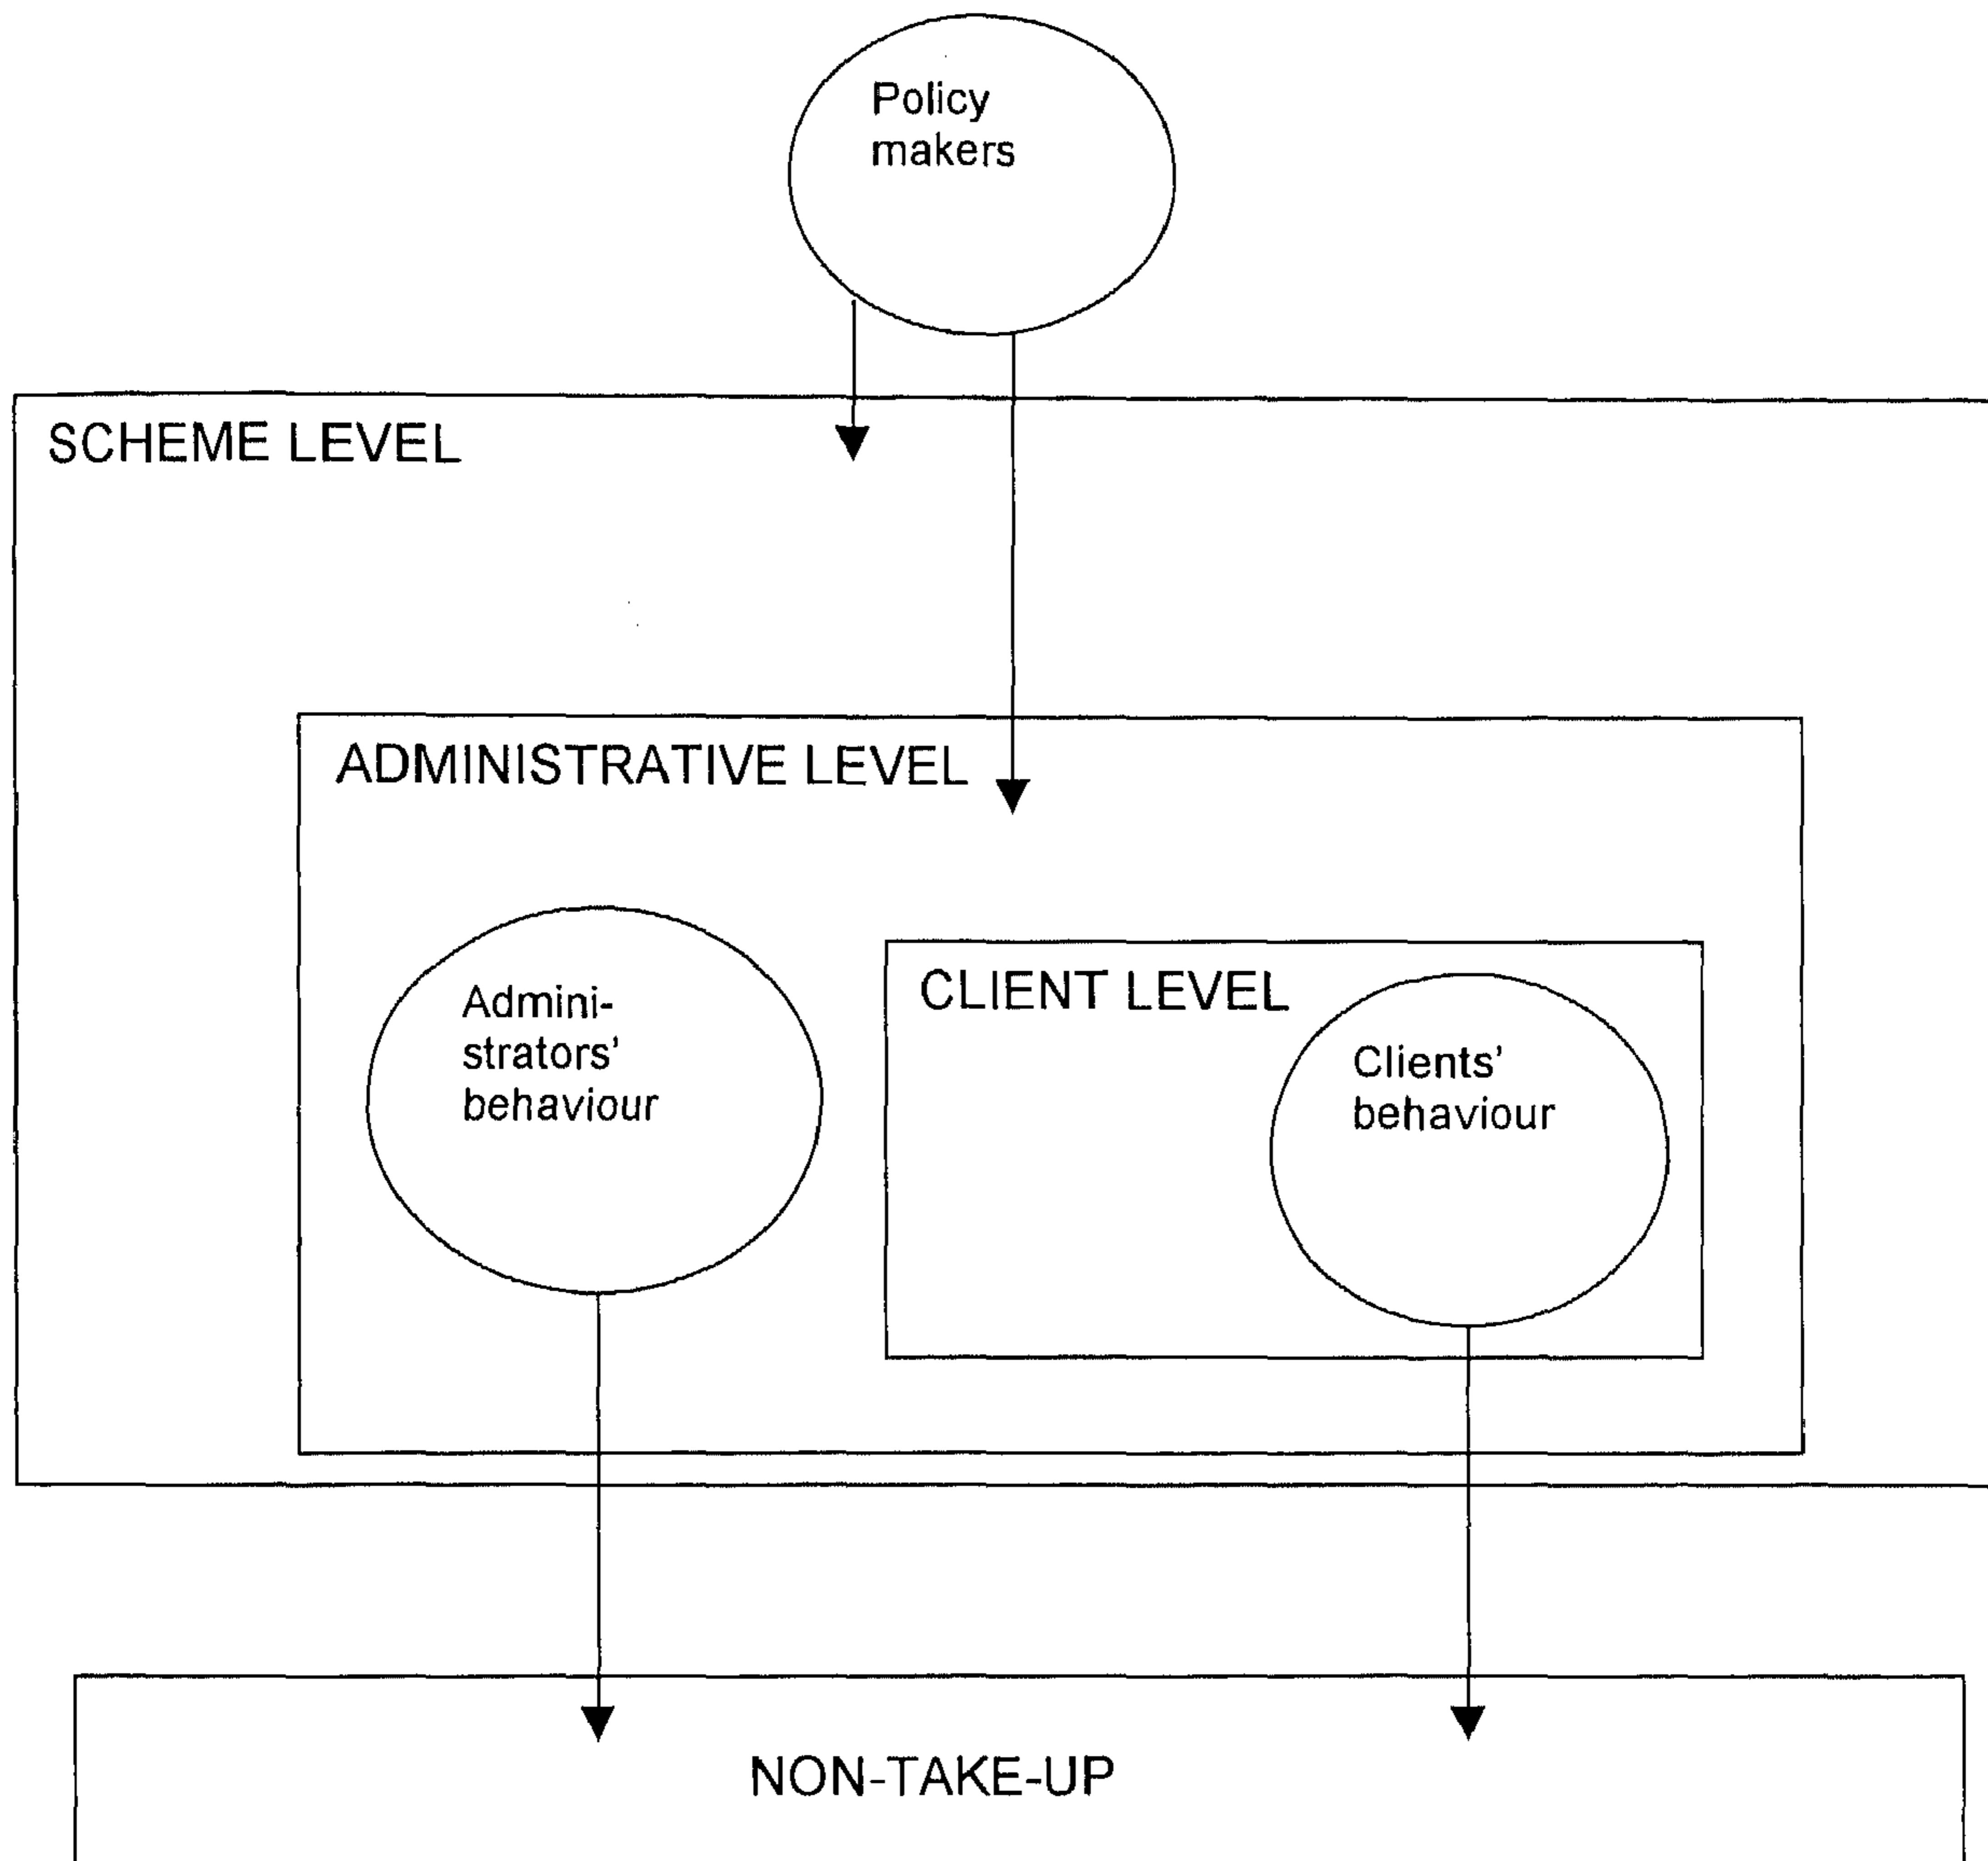 Policy
makers
SCHEME LEVEL
ADMINISTRATIVE LEVEL
Admini-
strators'
behaviour
CLIENT LEVEL
Clients'
behaviour
NON-TAKE-UP